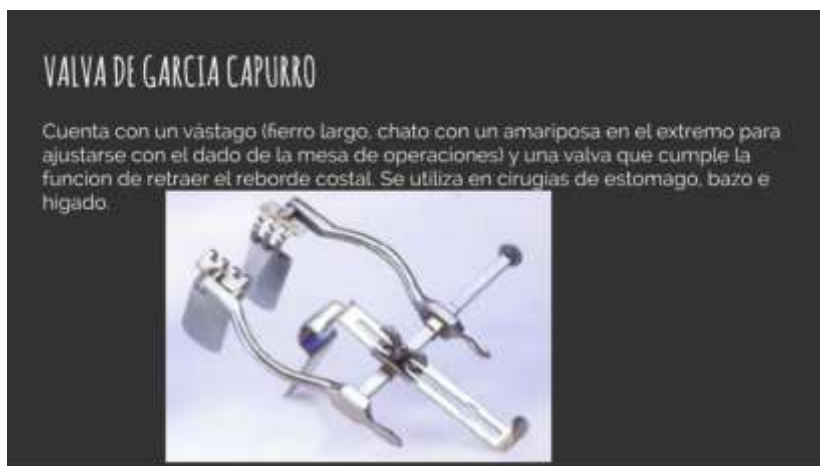 VALVA DE GARCIA CAPURRO
Cuenta con un vástago (fierro largo, chato con un amariposa en el extremo para
ajustarse con el dado de la mesa de operaciones) y una valva que cumple la
funcion de retraer el reborde costal. Se utiliza en cirugias de estomago, bazo e
higado.